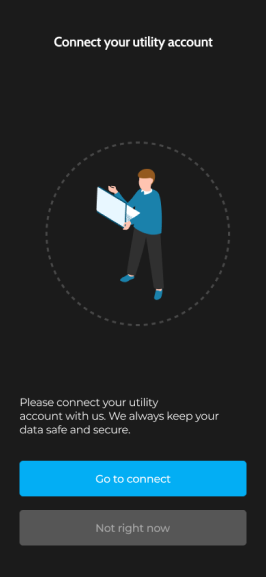 Connect your utility account
Please connect your utility
account with us. We always keep your
data safe and secure.
Go to connect
Not right now